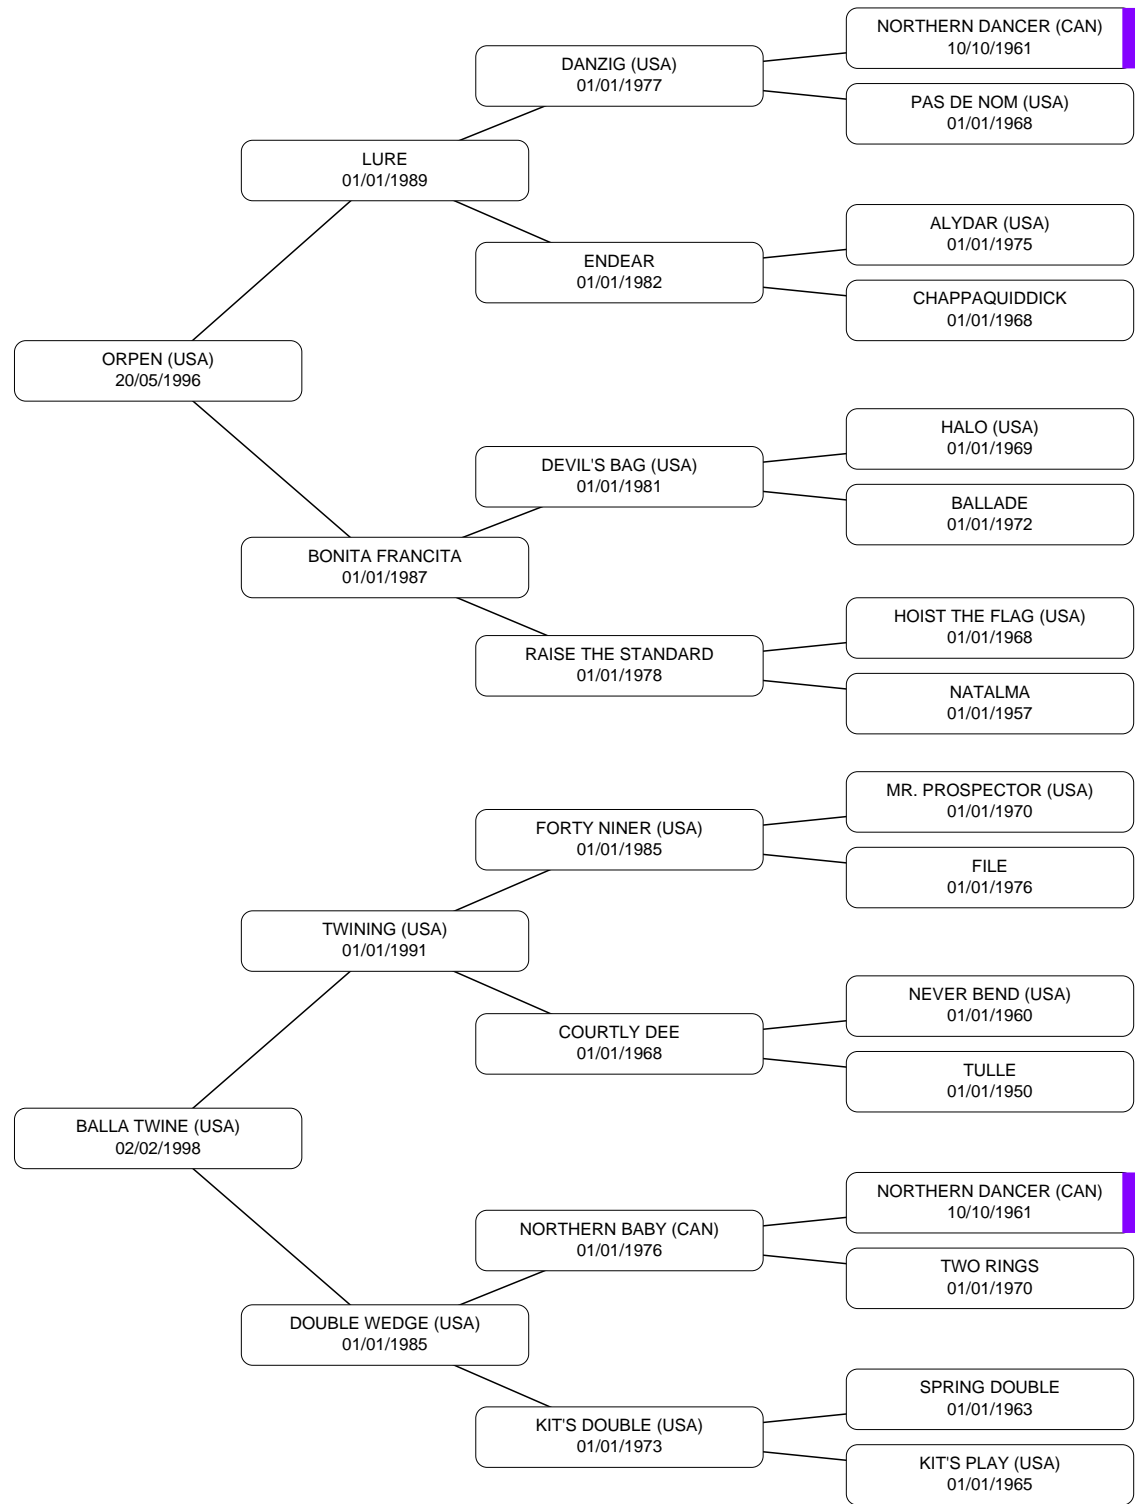 NORTHERN DANCER (CAN)
10/10/1961
DANZIG (USA)
01/01/1977
PAS DE NOM (USA)
01/01/1968
LURE
01/01/1989
ALYDAR (USA)
01/01/1975
ENDEAR
01/01/1982
CHAPPAQUIDDICK
01/01/1968
ORPEN (USA)
20/05/1996
HALO (USA)
01/01/1969
DEVIL'S BAG (USA)
01/01/1981
BALLADE
01/01/1972
BONITA FRANCITA
01/01/1987
HOIST THE FLAG (USA)
01/01/1968
RAISE THE STANDARD
01/01/1978
NATALMA
01/01/1957
MR. PROSPECTOR (USA)
01/01/1970
FORTY NINER (USA)
01/01/1985
FILE
01/01/1976
TWINING (USA)
01/01/1991
NEVER BEND (USA)
01/01/1960
COURTLY DEE
01/01/1968
TULLE
01/01/1950
BALLA TWINE (USA)
02/02/1998
NORTHERN DANCER (CAN)
10/10/1961
NORTHERN BABY (CAN)
01/01/1976
TWO RINGS
01/01/1970
DOUBLE WEDGE (USA)
01/01/1985
SPRING DOUBLE
01/01/1963
KIT'S DOUBLE (USA)
01/01/1973
KIT'S PLAY (USA)
01/01/1965